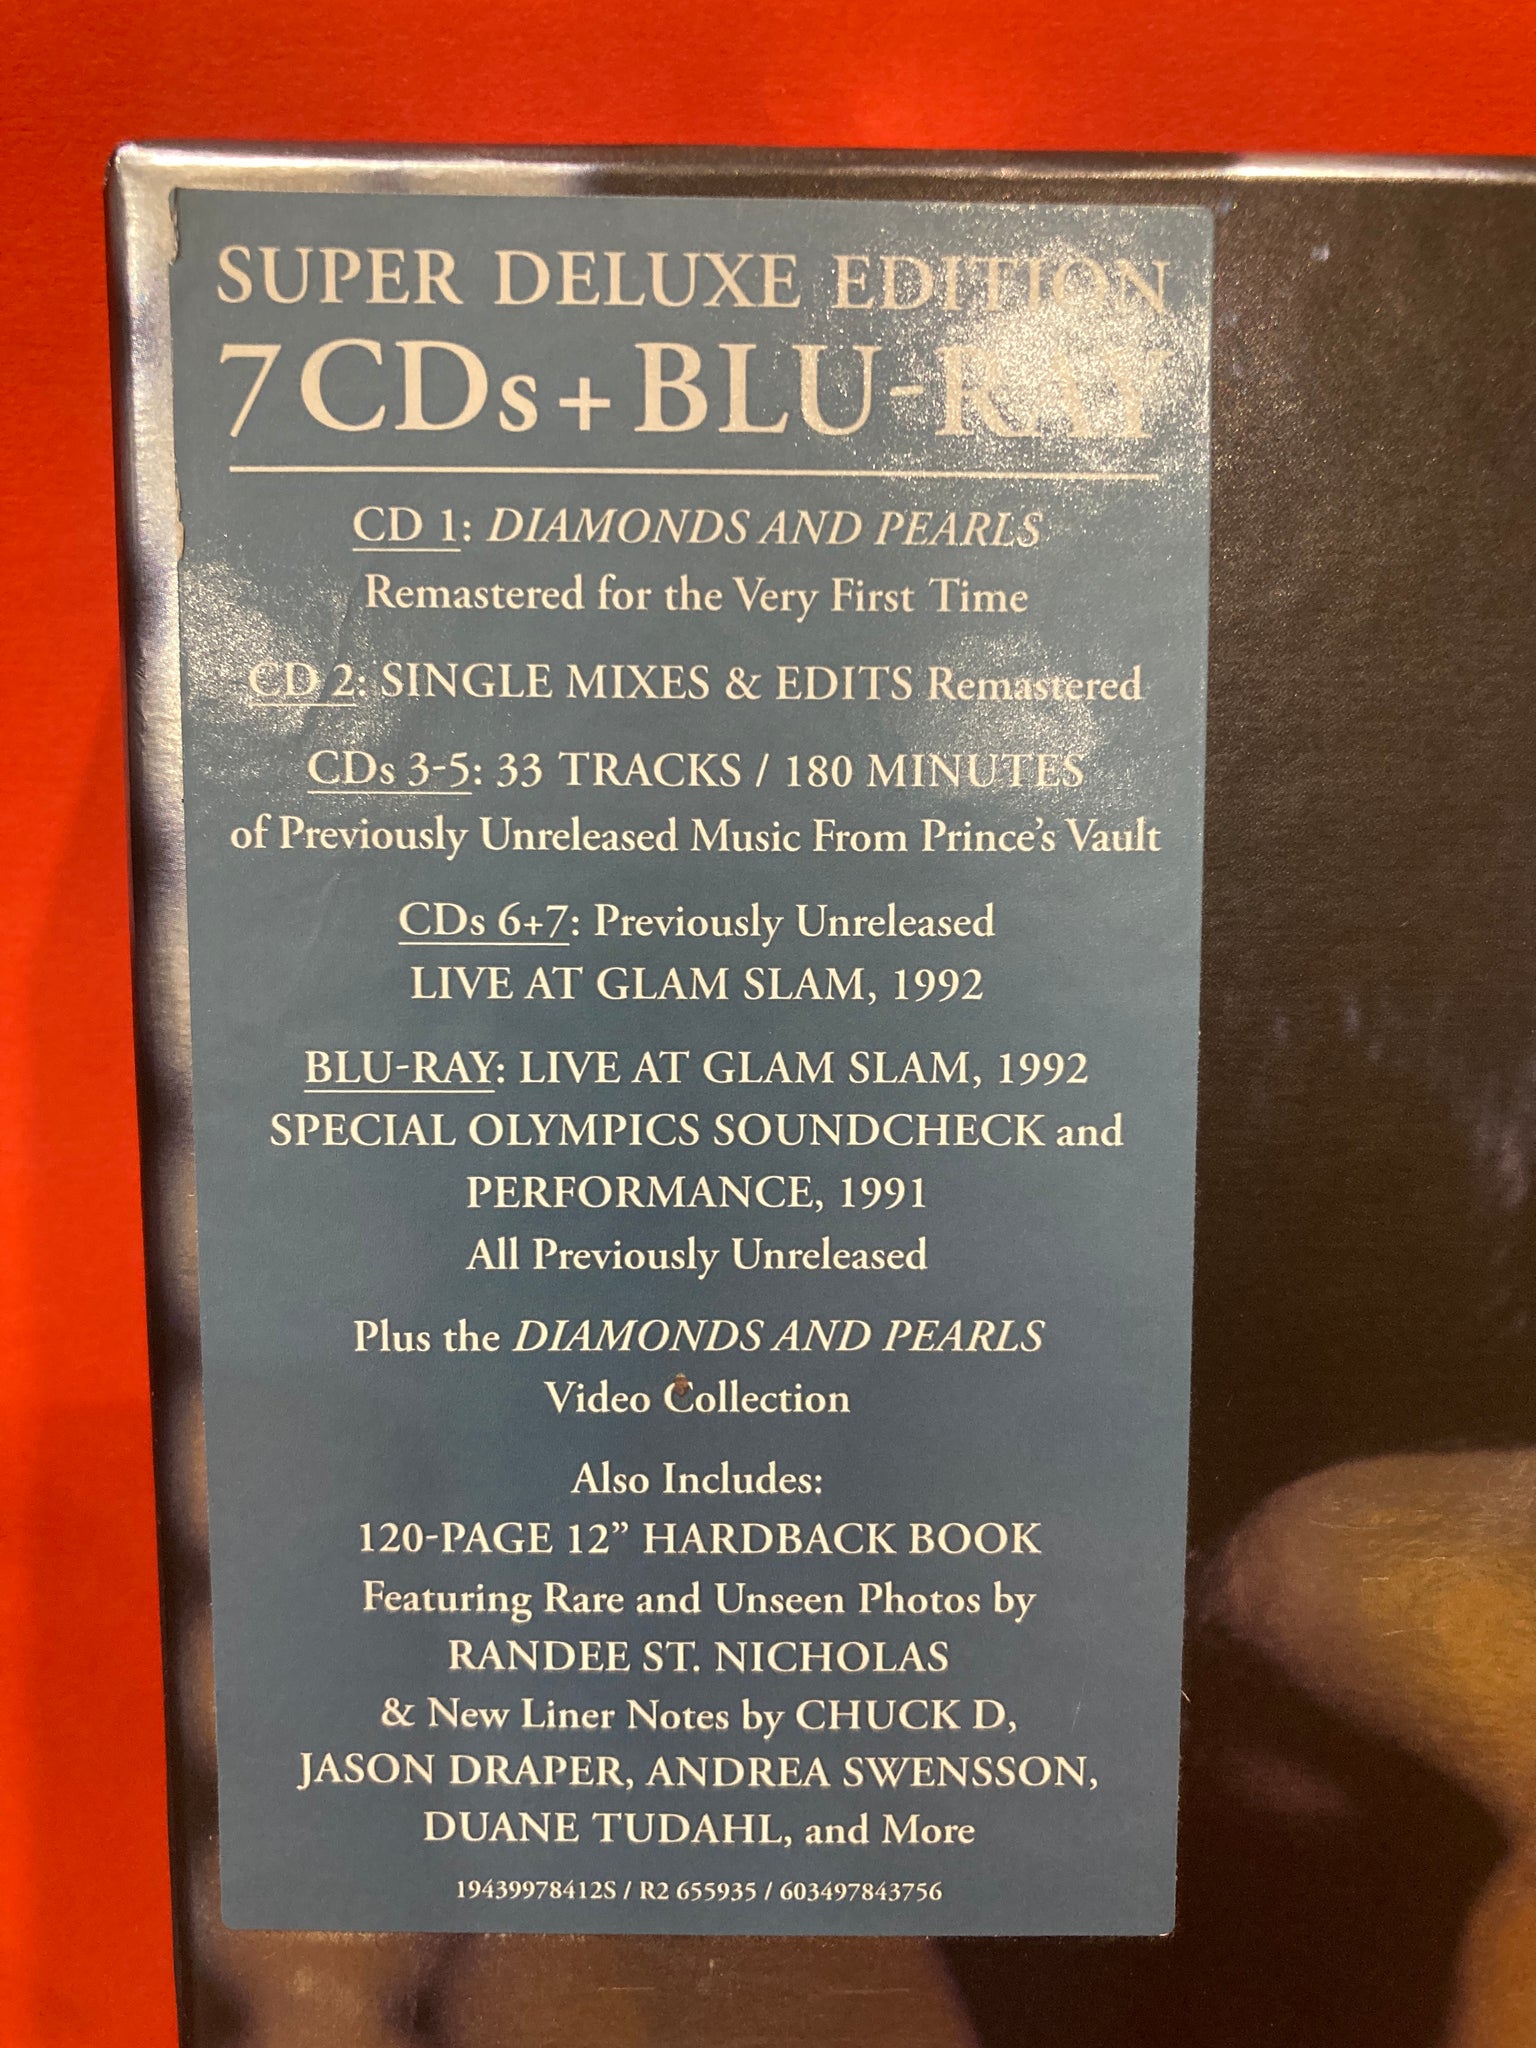 SUPER DELUXE EDITION
7 CDs + BLU-RAY
CD 1: DIAMONDS AND PEARLS
Remastered for the Very First Time
CD 2: SINGLE MIXES & EDITS Remastered
CDs 3-5: 33 TRACKS / 180 MINUTES
of Previously Unreleased Music From Prince's Vault
CDs 6+7: Previously Unreleased
LIVE AT GLAM SLAM, 1992
BLU-RAY: LIVE AT GLAM SLAM, 1992
SPECIAL OLYMPICS SOUNDCHECK and
PERFORMANCE, 1991
All Previously Unreleased
Plus the DIAMONDS AND PEARLS
Video Collection
Also Includes:
120-PAGE 12” HARDBACK BOOK
Featuring Rare and Unseen Photos by
RANDEE ST. NICHOLAS
& New Liner Notes by CHUCK D,
JASON DRAPER, ANDREA SWENSSON,
DUANE TUDAHL, and More
19439978412S / R2 655935 / 603497843756